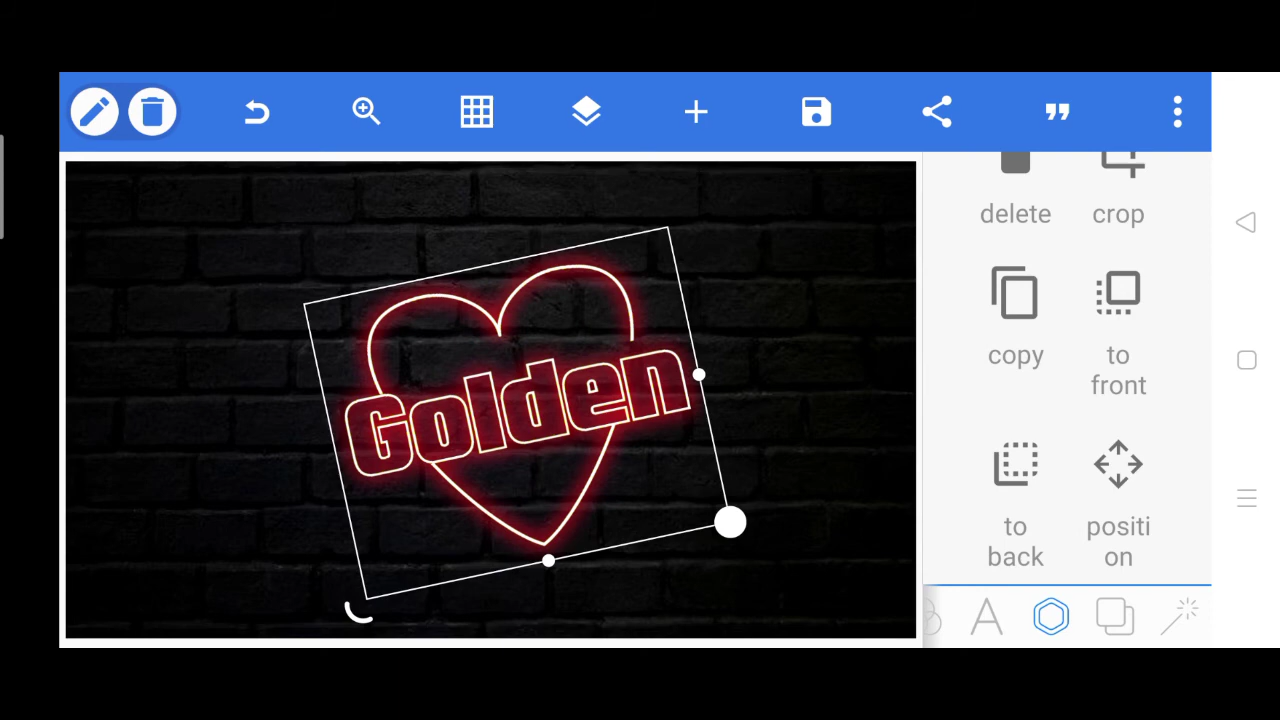 delete crop
copy to
front
to positi
back on
Golden